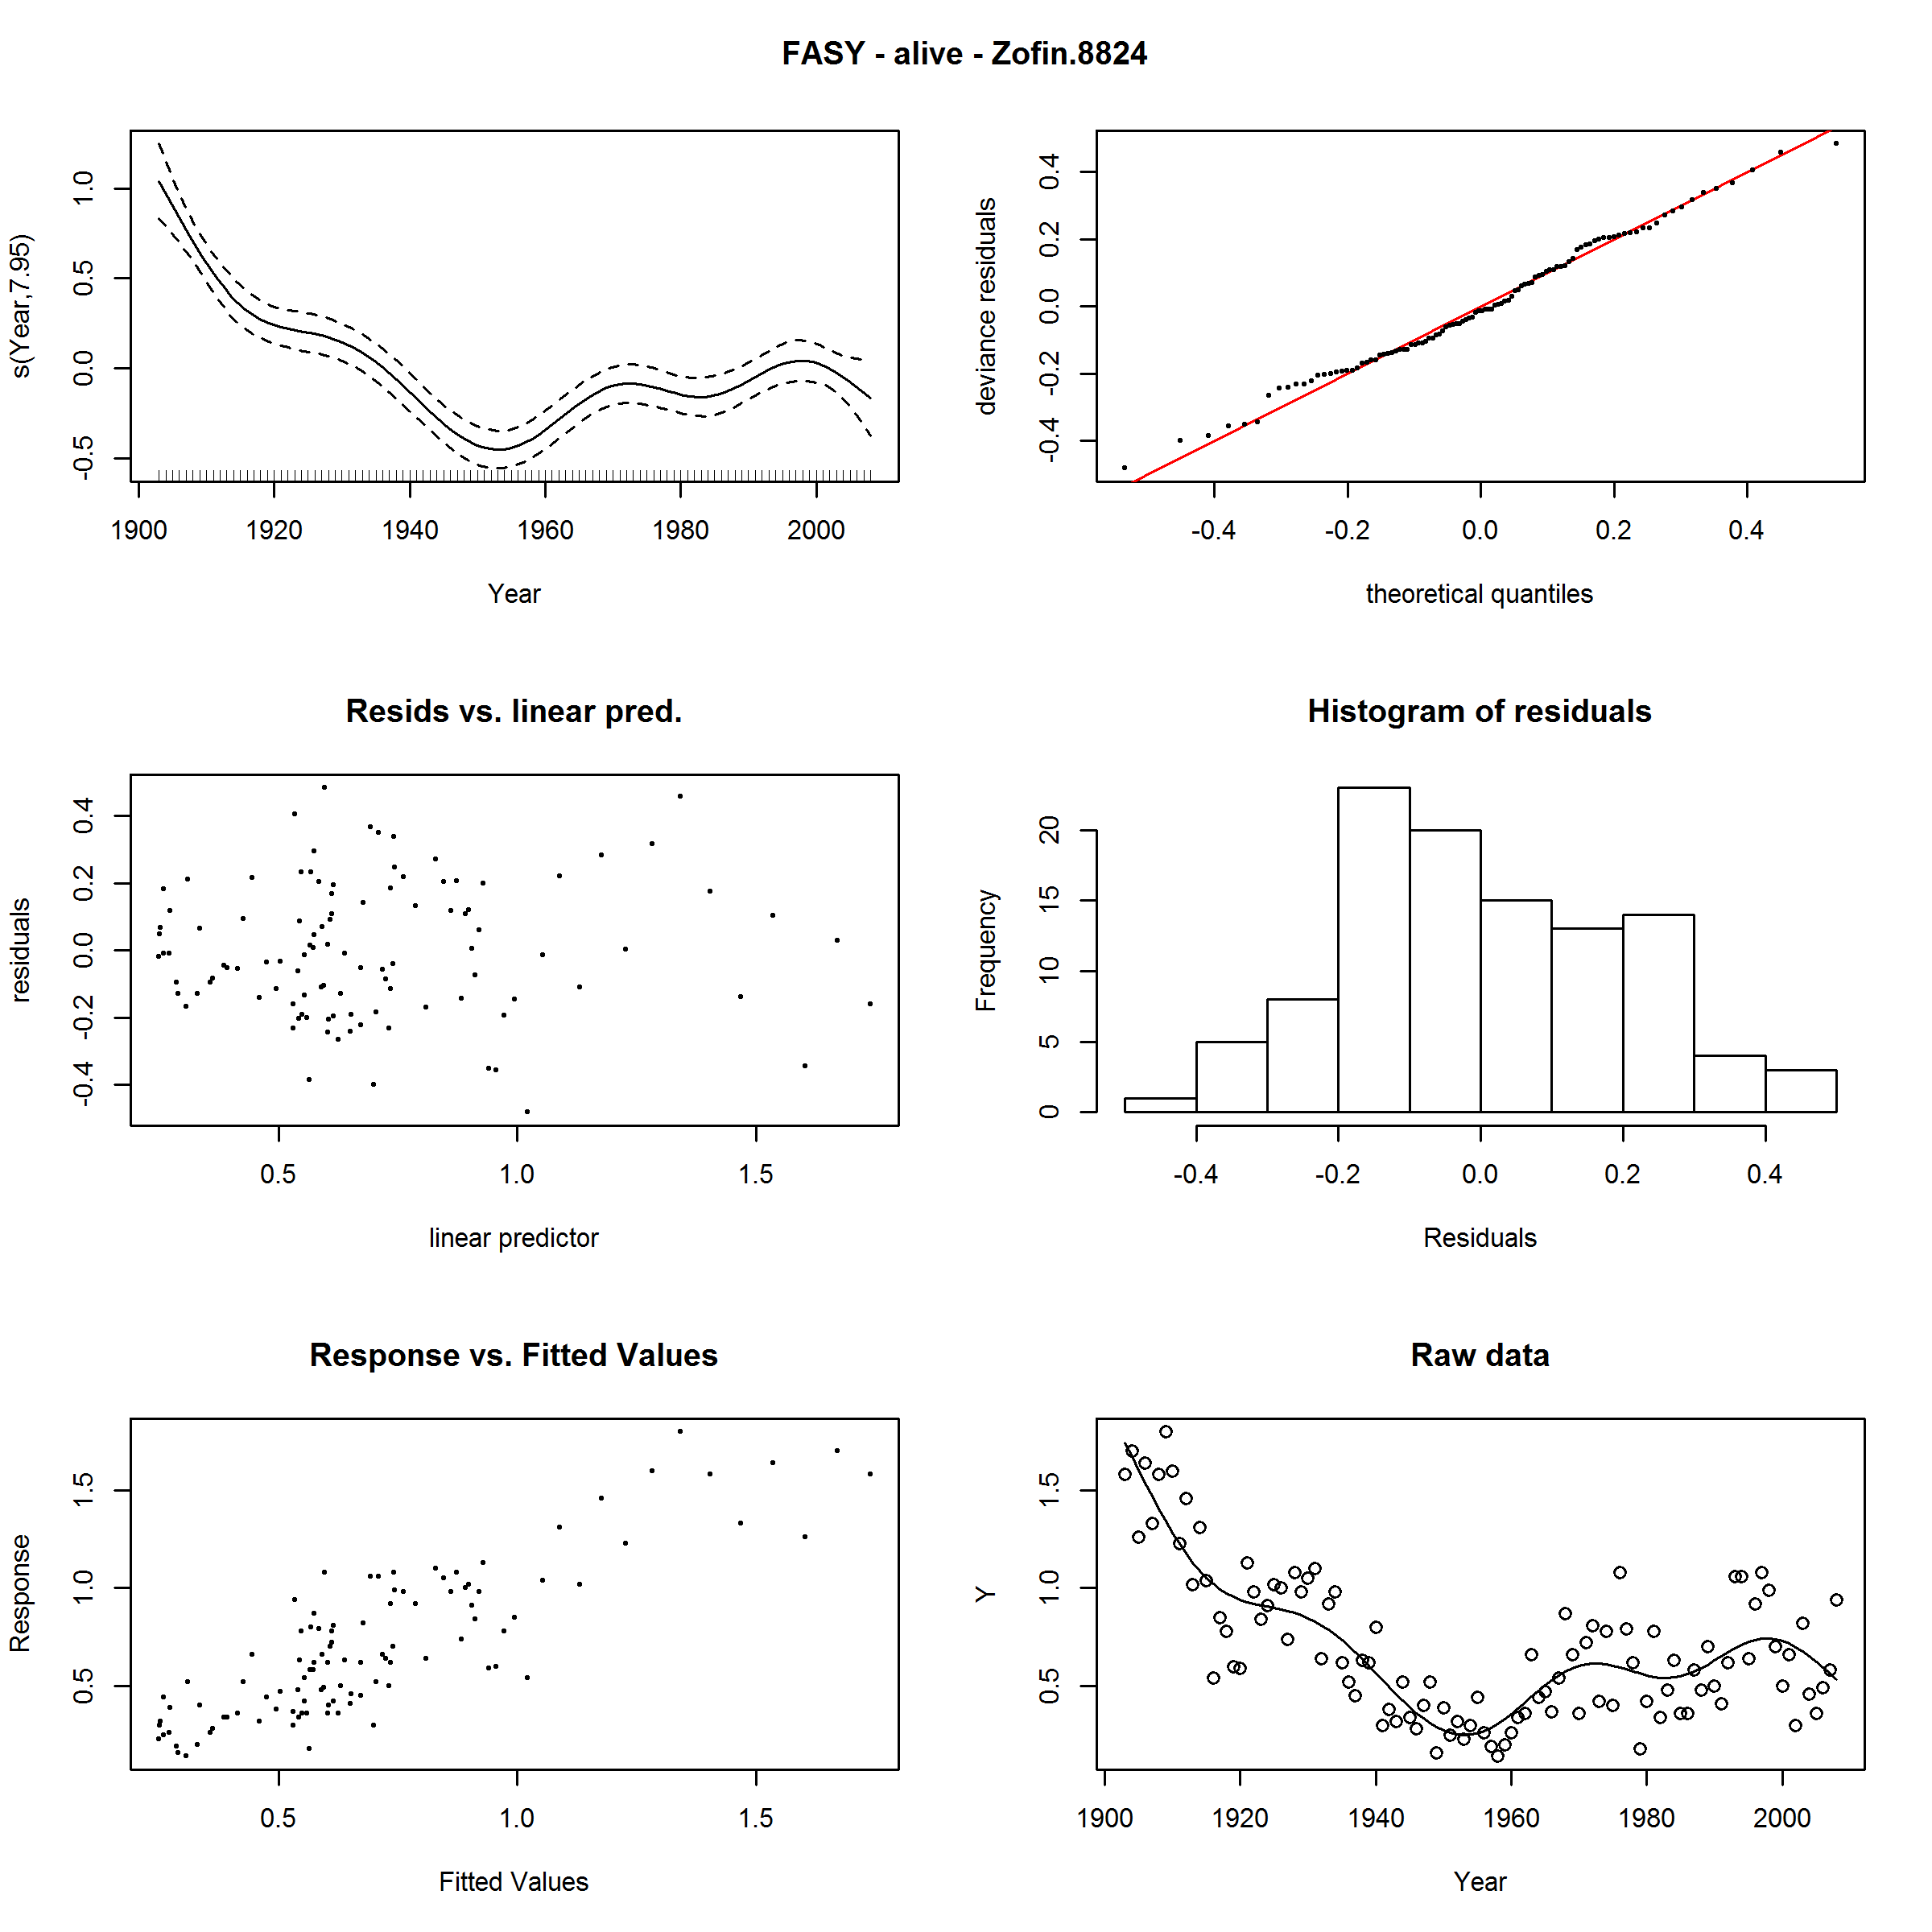 FASY - alive - Zofin.8824
s(Year,7.95)
1.0
0.5
0.0
-0.5
1900 1920 1940 1960 1980 2000
Year
deviance residuals
0.4
0.2
0.0
-0.2
-0.4
-0.4 -0.2 0.0 0.2 0.4
theoretical quantiles
Resids vs. linear pred.
residuals
0.4
0.2
0.0
-0.2
-0.4
0.5 1.0 1.5
linear predictor
Histogram of residuals
Frequency
20
15
10
5
0
-0.4 -0.2 0.0 0.2 0.4
Residuals
Response vs. Fitted Values
Response
1.5
1.0
0.5
0.5 1.0 1.5
Fitted Values
Raw data
Y
1.5
1.0
0.5
1900 1920 1940 1960 1980 2000
Year